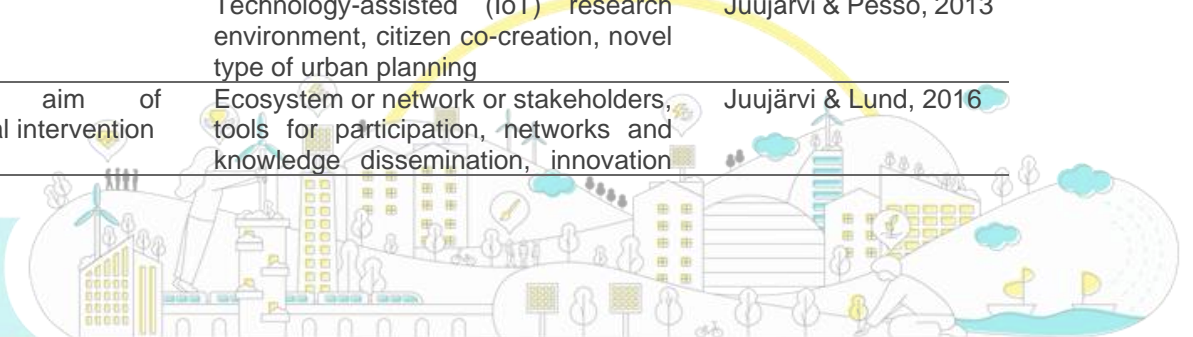 Technology-assisted (IoT) research Juujärvi & Pesso, 2013
environment, citizen co-creation, novel
type of urban planning
aim of Ecosystem or network or stakeholders, Juujärvi & Lund, 2016
intervention tools for participation, networks and
knowledge dissemination, innovation